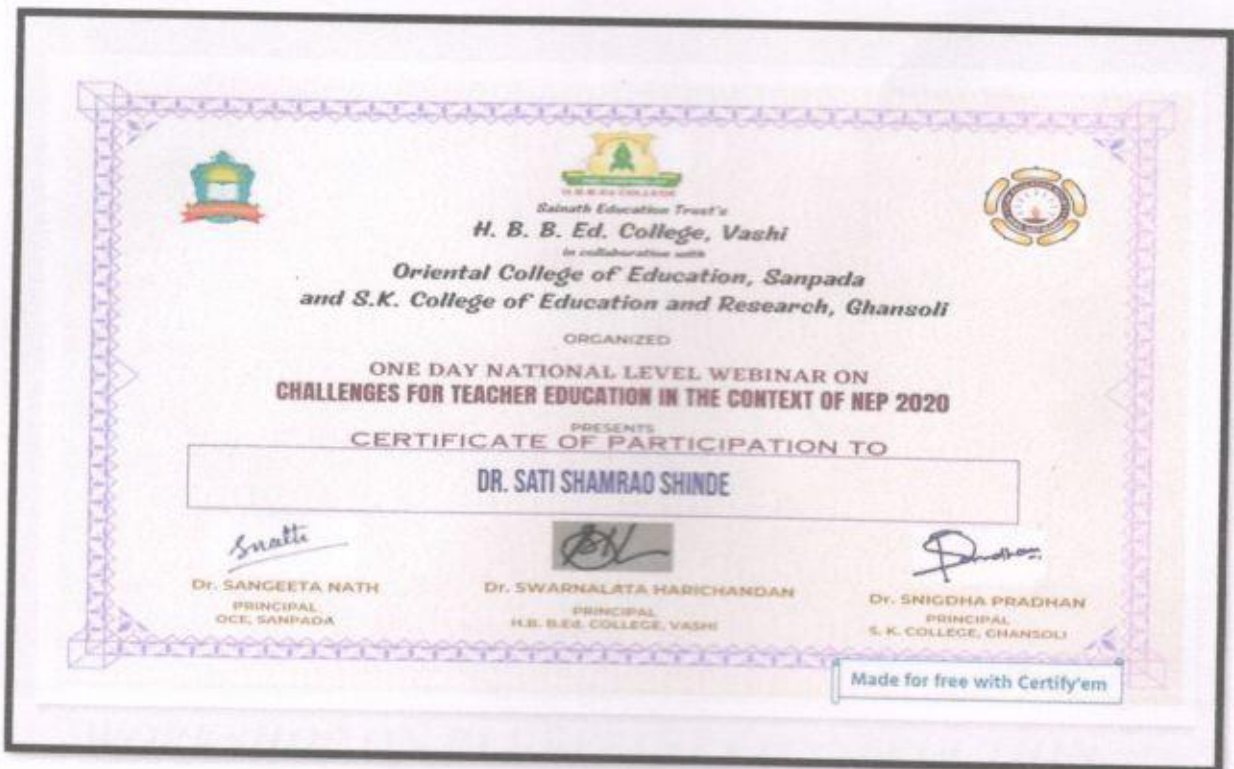 H.B.B.Ed COLLEGE
Sainath Education Trust's
H. B. B. Ed. College, Vashi
in collaboration with
Oriental College of Education, Sanpada
and S.K. College of Education and Research, Ghansoli
ORGANIZED
ONE DAY NATIONAL LEVEL WEBINAR ON
CHALLENGES FOR TEACHER EDUCATION IN THE CONTEXT OF NEP 2020
PRESENTS
CERTIFICATE OF PARTICIPATION TO
DR. SATI SHAMRAO SHINDE
Dr. SANGEETA NATH
PRINCIPAL
OCE, SANPADA
Dr. SWARNALATA HARICHANDAN
PRINCIPAL
H.B. B.Ed. COLLEGE, VASHI
Dr. SNIGDHA PRADHAN
PRINCIPAL
S. K. COLLEGE, GHANSOLI
Made for free with Certify'em